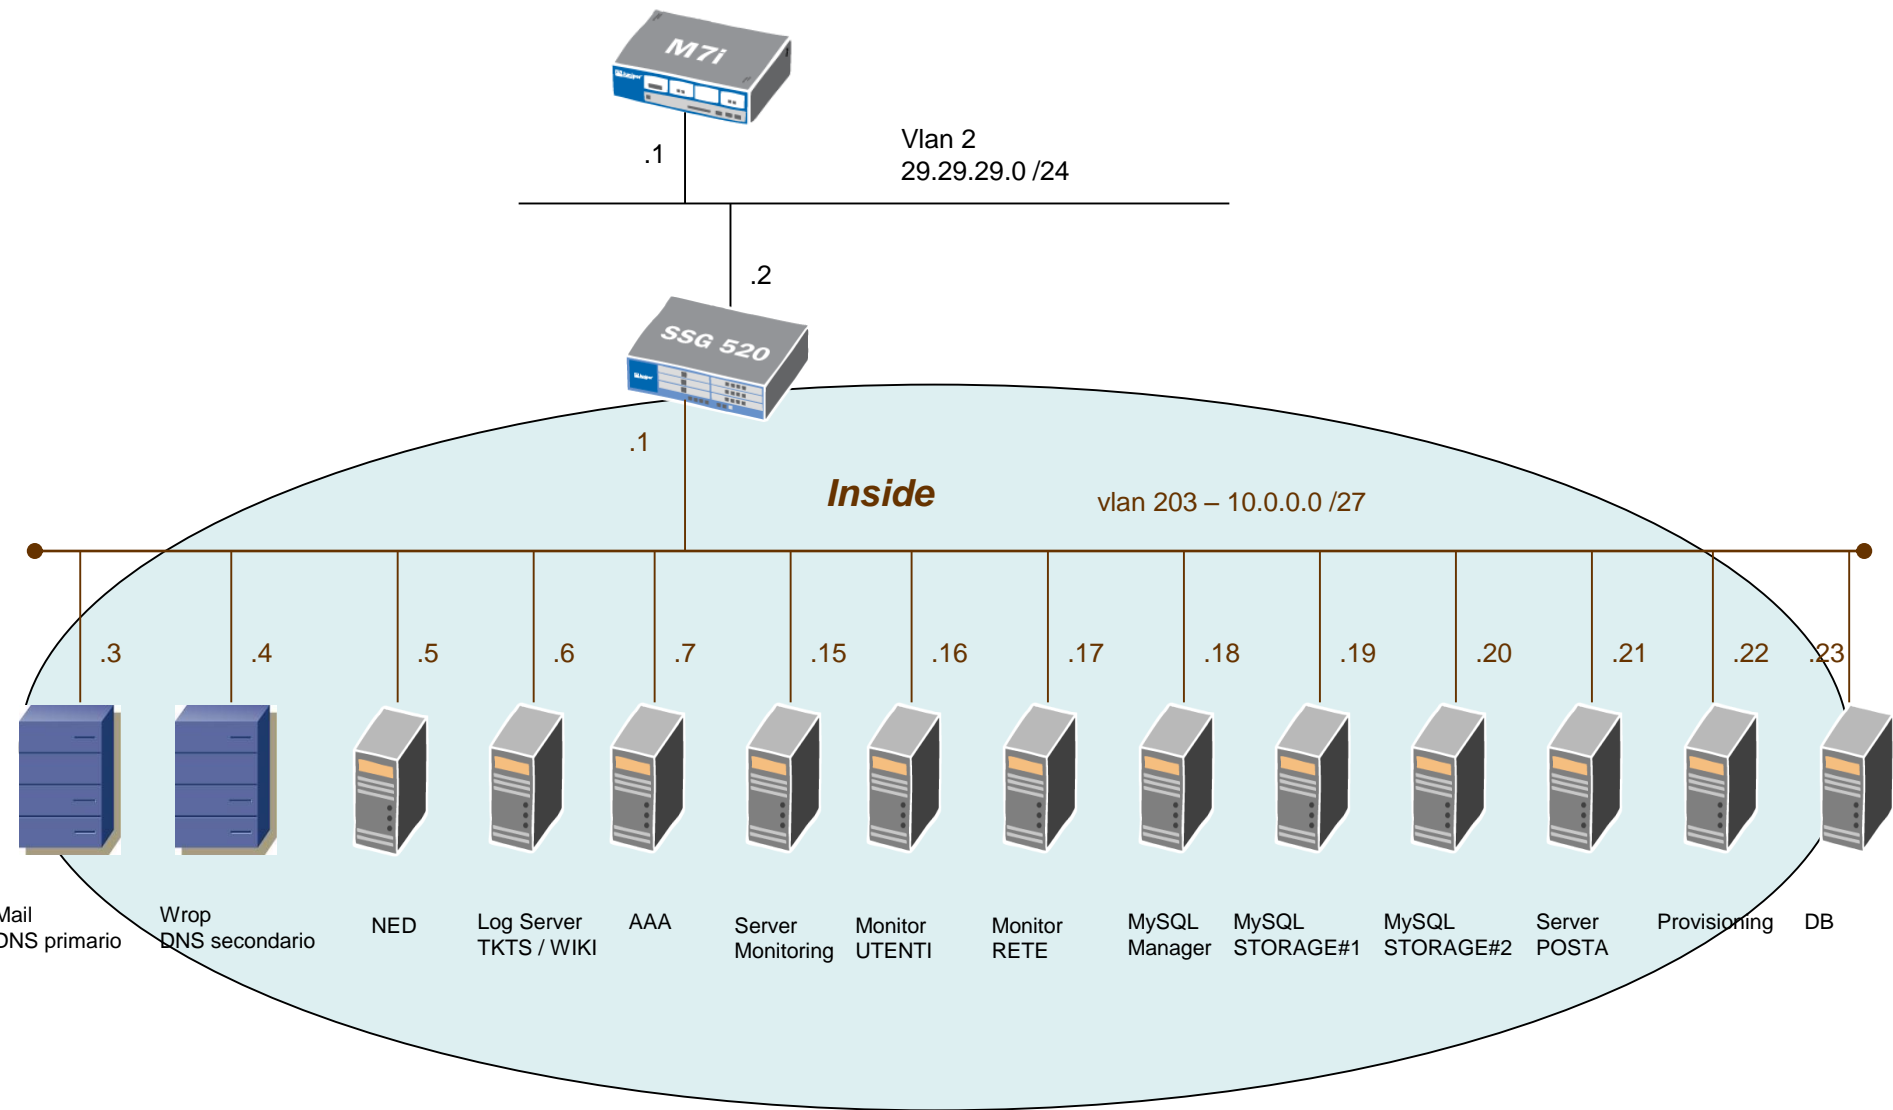 M7i
.1
Vlan 2
29.29.29.0 /24
.2
SSG 520
.1
Inside
vlan 203 – 10.0.0.0 /27
.3
.4
.5
.6
.7
.15
.16
.17
.18
.19
.20
.21
.22
.23
Mail
DNS primario
Wrop
DNS secondario
NED
Log Server
TKTS / WIKI
AAA
Server
Monitoring
Monitor
UTENTI
Monitor
RETE
MySQL
Manager
MySQL
STORAGE#1
MySQL
STORAGE#2
Server
POSTA
Provisioning
DB